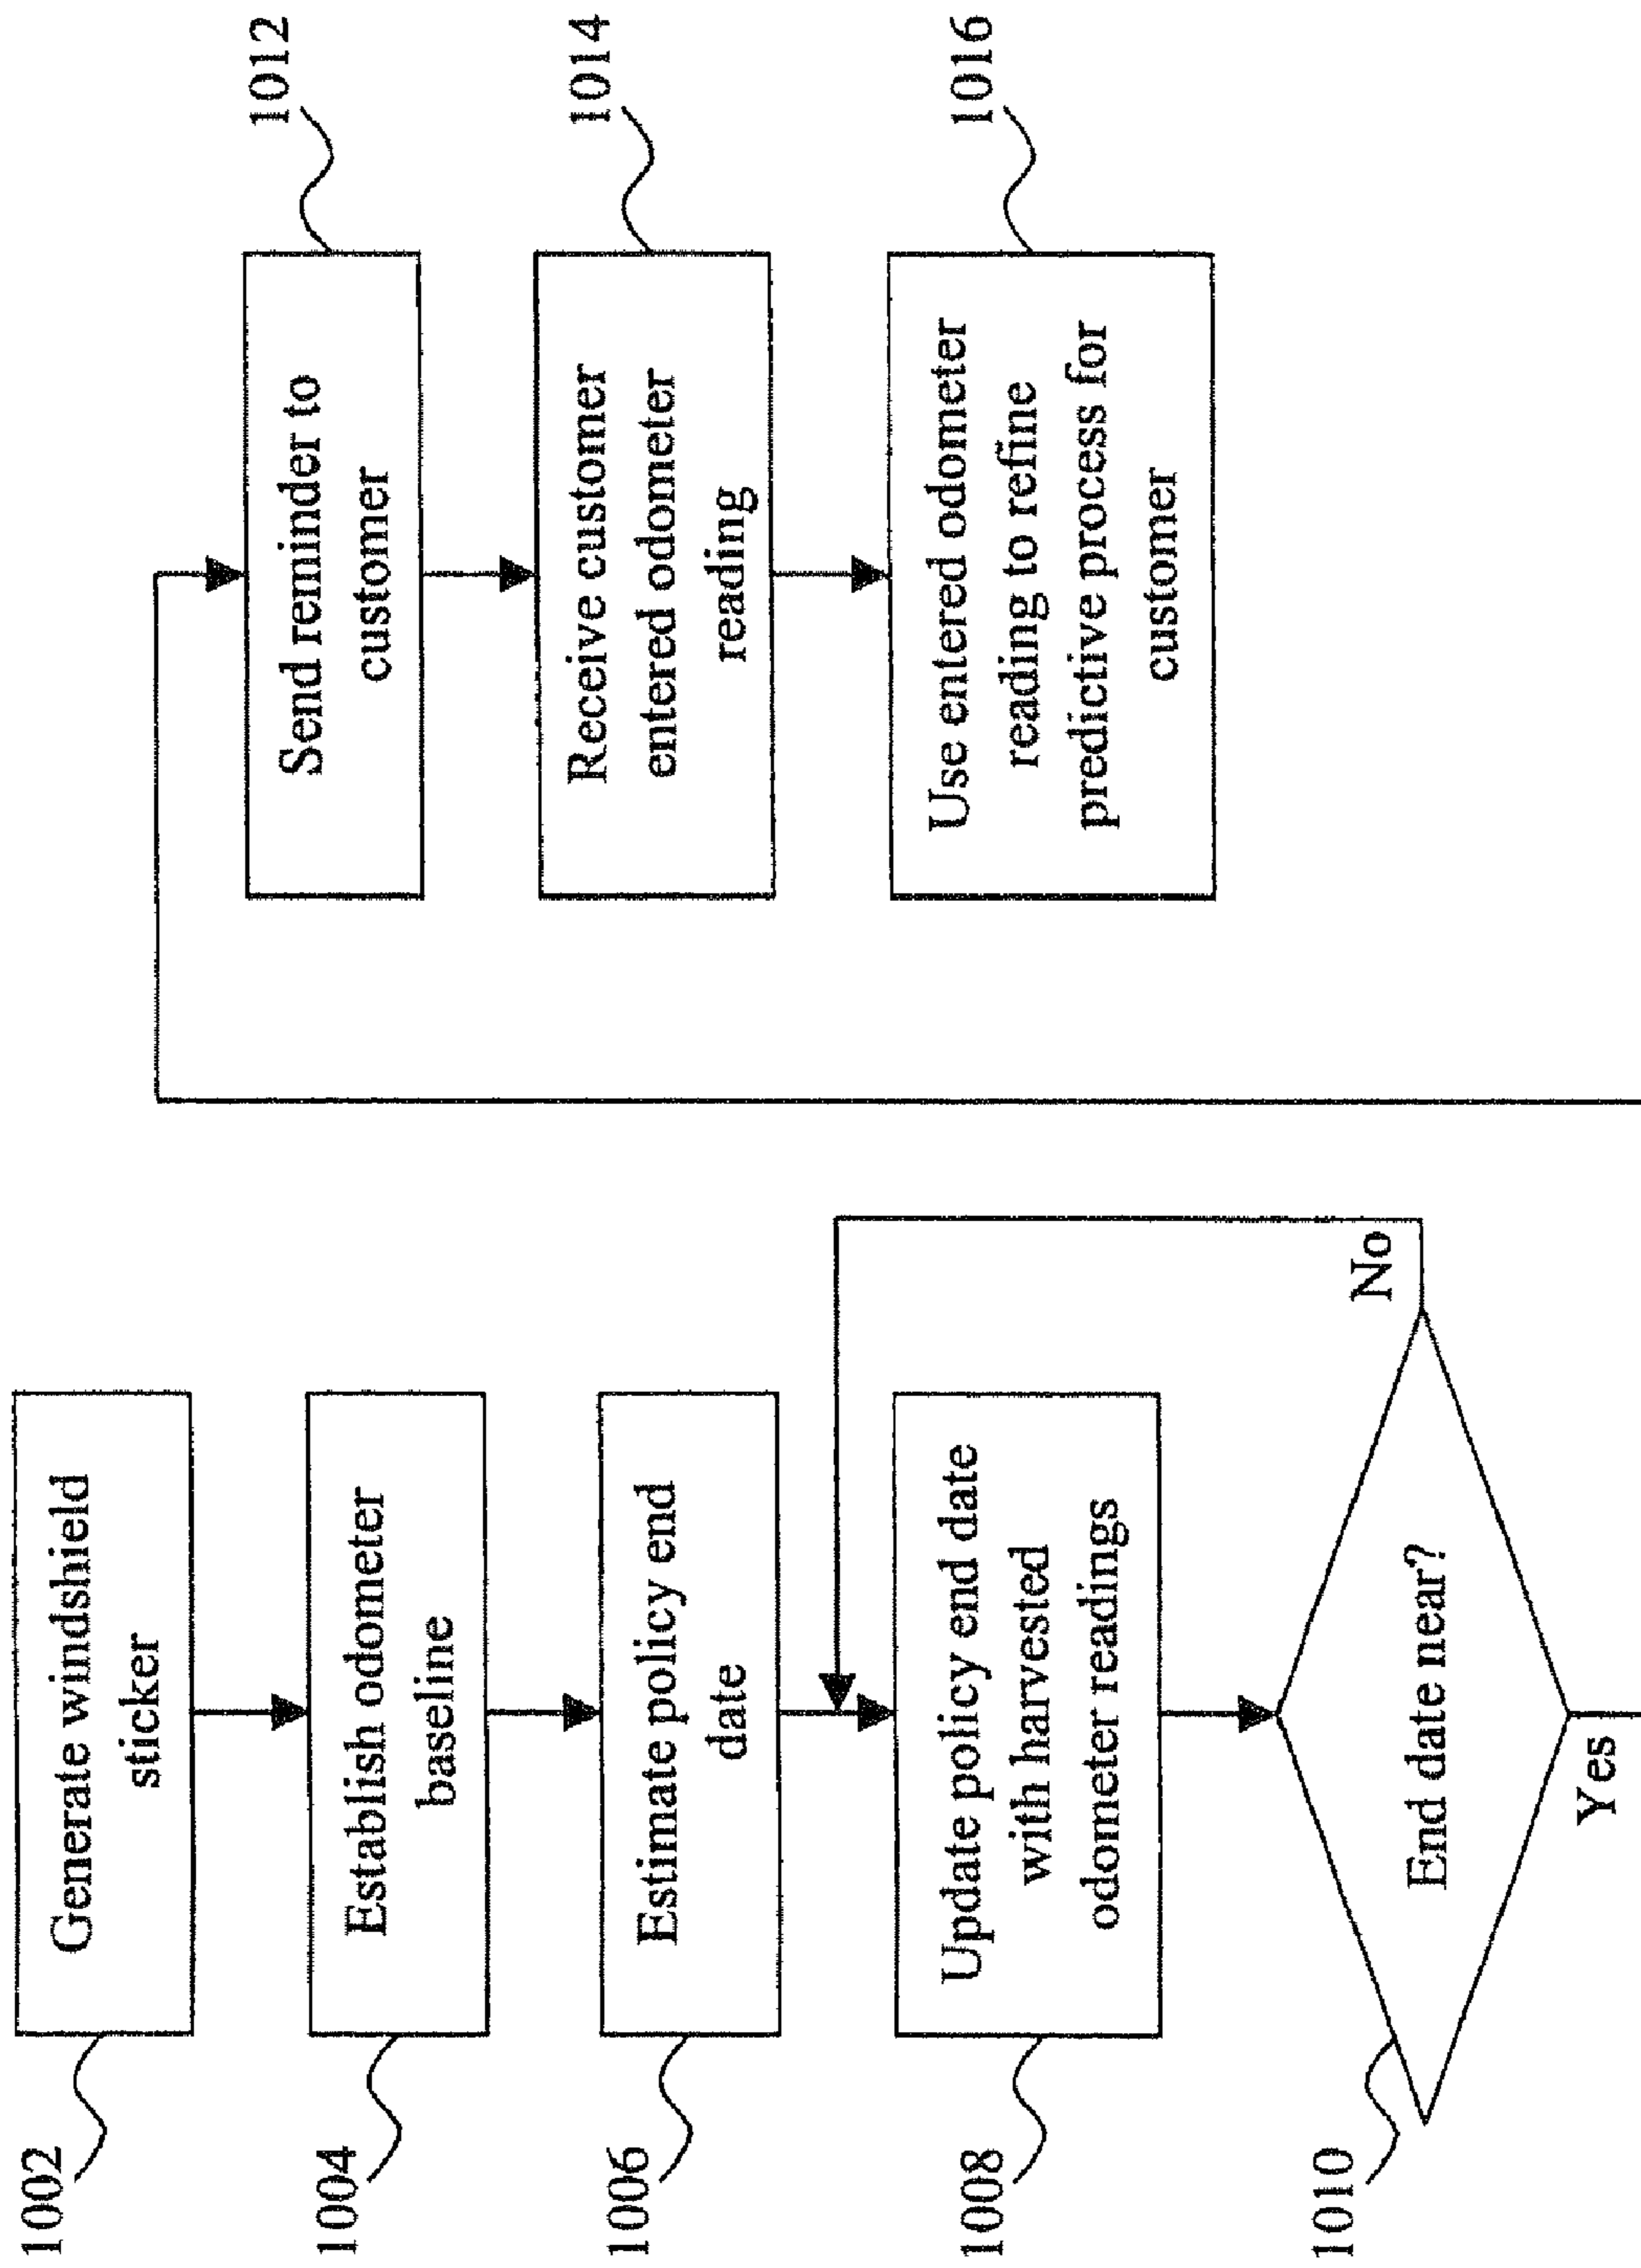 1002
Generate windshield
sticker
1004
Establish odometer
baseline
1006
Estimate policy end
date
1008
Update policy end date
with harvested
odometer readings
1010
End date near?
No
Yes
Send reminder to
customer
1012
Receive customer
entered odometer
reading
1014
Use entered odometer
reading to refine
predictive process for
customer
1016